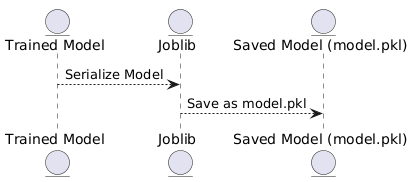 Trained Model
Joblib
Saved Model (model.pkl)
Serialize Model
Save as model.pkl
Trained Model
Joblib
Saved Model (model.pkl)